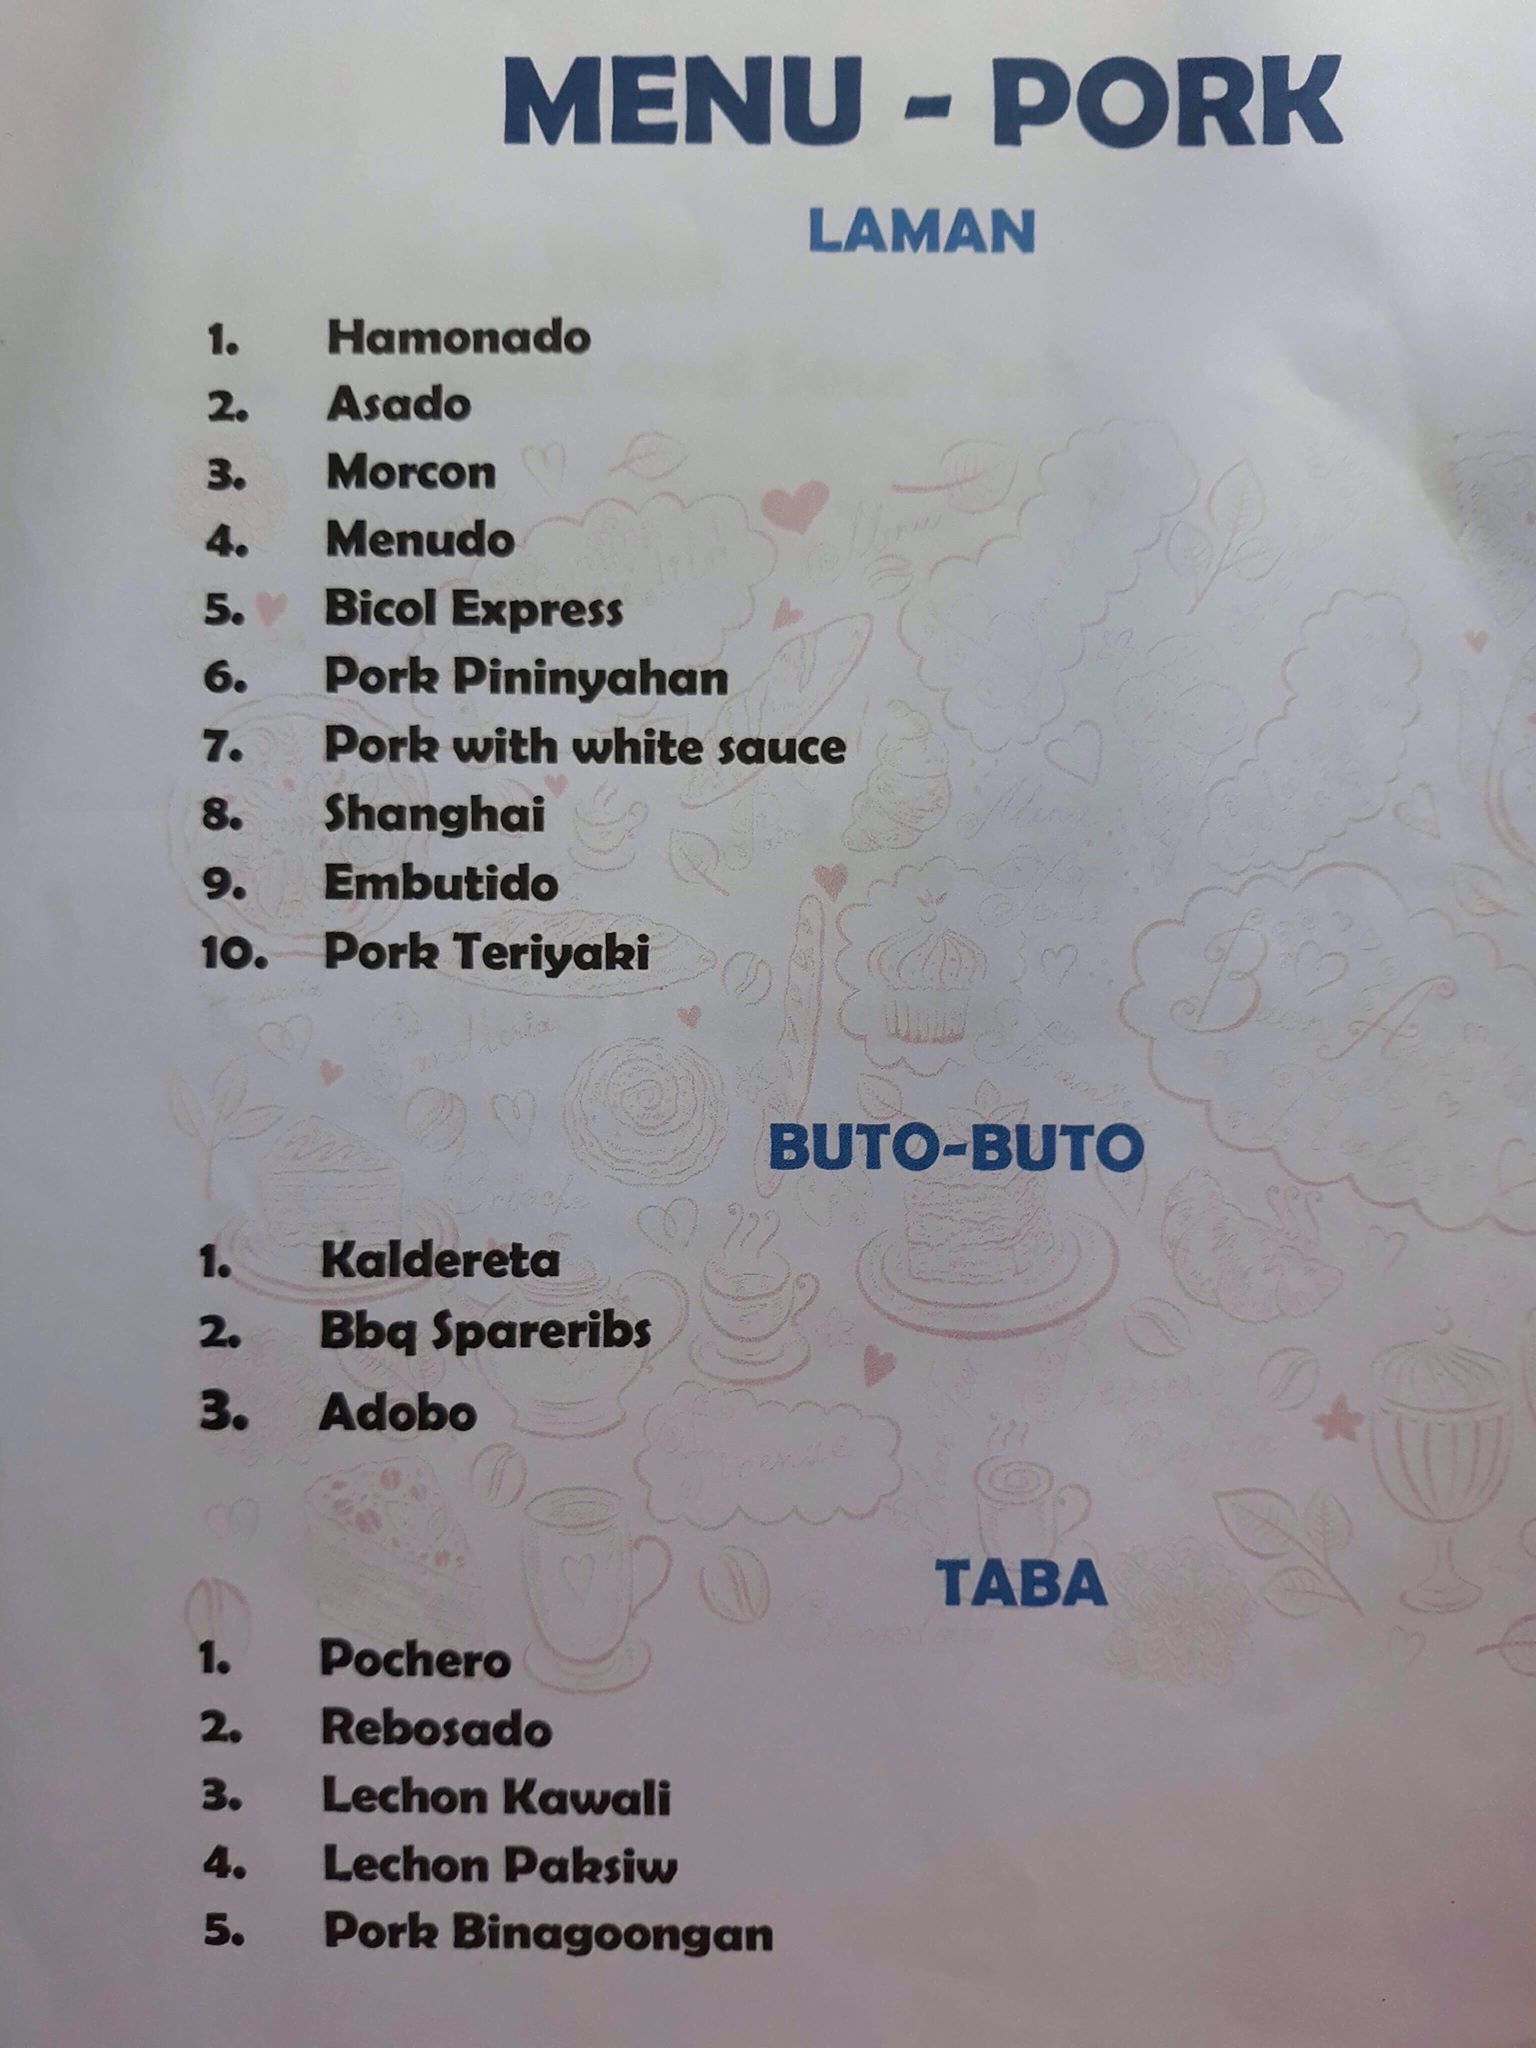 MENU - PORK
LAMAN
1. Hamonado
2. Asado
3. Morcon
4. Menudo
5. Bicol Express
6. Pork Pininyahan
7. Pork with white sauce
8. Shanghai
9. Embutido
10. Pork Teriyaki
BUTO-BUTO
1. Kaldereta
2. Bbq Spareribs
3. Adobo
TABA
1. Pochero
2. Rebosado
3. Lechon Kawali
4. Lechon Paksiw
5. Pork Binagoongan